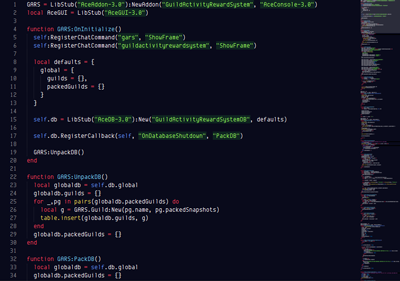 1 GARS = LibStub("AceAddon-3.0"):NewAddon("GuildActivityRewardSystem", "AceConsole-3.0")
2 local AceGUI = LibStub("AceGUI-3.0")
3
4 function GARS:OnInitialize()
5 self:RegisterChatCommand("gars", "ShowFrame")
6 self:RegisterChatCommand("guildactivityrewardsystem", "ShowFrame")
7
8 local defaults = {
9 global = {
10 guilds = {},
11 packedGuilds = {}
12 }
13 }
14
15 self.db = LibStub("AceDB-3.0"):New("GuildActivityRewardSystemDB", defaults)
16
17 self.db.RegisterCallback(self, "OnDatabaseShutdown", "PackDB")
18
19 GARS:UnpackDB()
20 end
21
22 function GARS:UnpackDB()
23 local globaldb = self.db.global
24 globaldb.guilds = {}
25 for _,pg in pairs(globaldb.packedGuilds) do
26 local g = GARS.Guild:New(pg.name, pg.packedSnapshots)
27 table.insert(globaldb.guilds, g)
28 end
29 globaldb.packedGuilds = {}
30 end
31
32 function GARS:PackDB()
33 local globaldb = self.db.global
34 globaldb.packedGuilds = {}